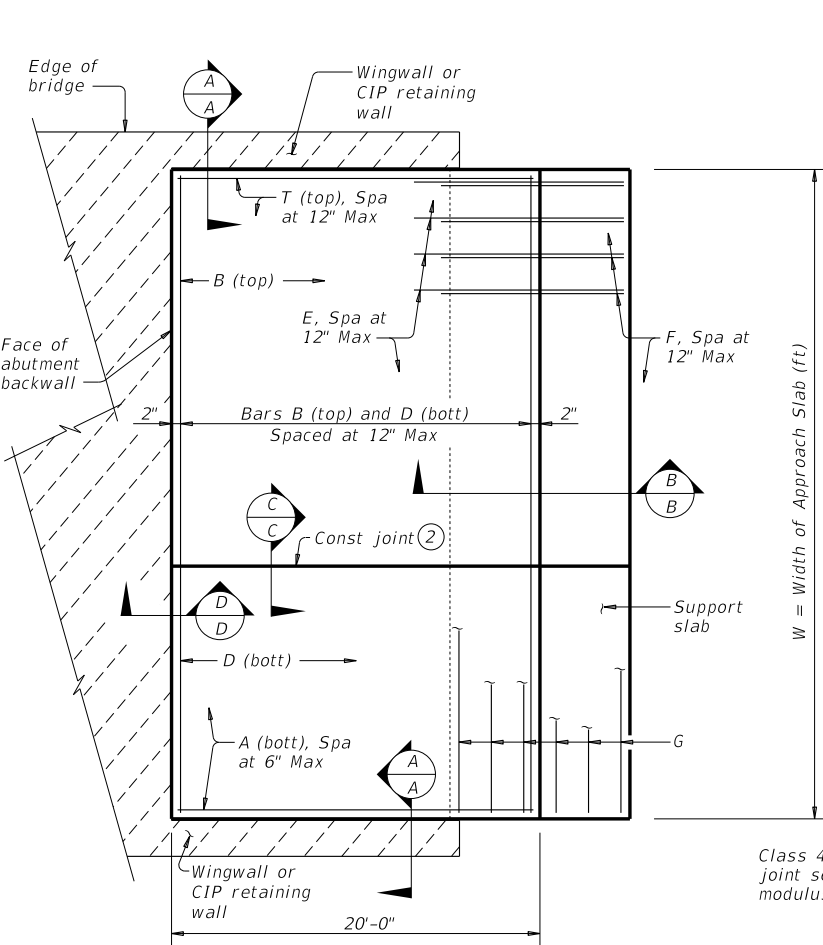 Edge of
bridge
A
A
Wingwall or
CIP retaining
wall
T (top), Spa
at 12" Max
B (top)
E, Spa at
12" Max
F, Spa at
12" Max
Face of
abutment
backwall
2"
Bars B (top) and D (bott)
Spaced at 12" Max
2"
W = Width of Approach Slab (ft)
B
B
C
C
Const joint 2
D
D
Support
slab
D (bott)
A (bott), Spa
at 6" Max
A
A
G
Wingwall or
CIP retaining
wall
20'-0"
Class 4
joint se
modulus